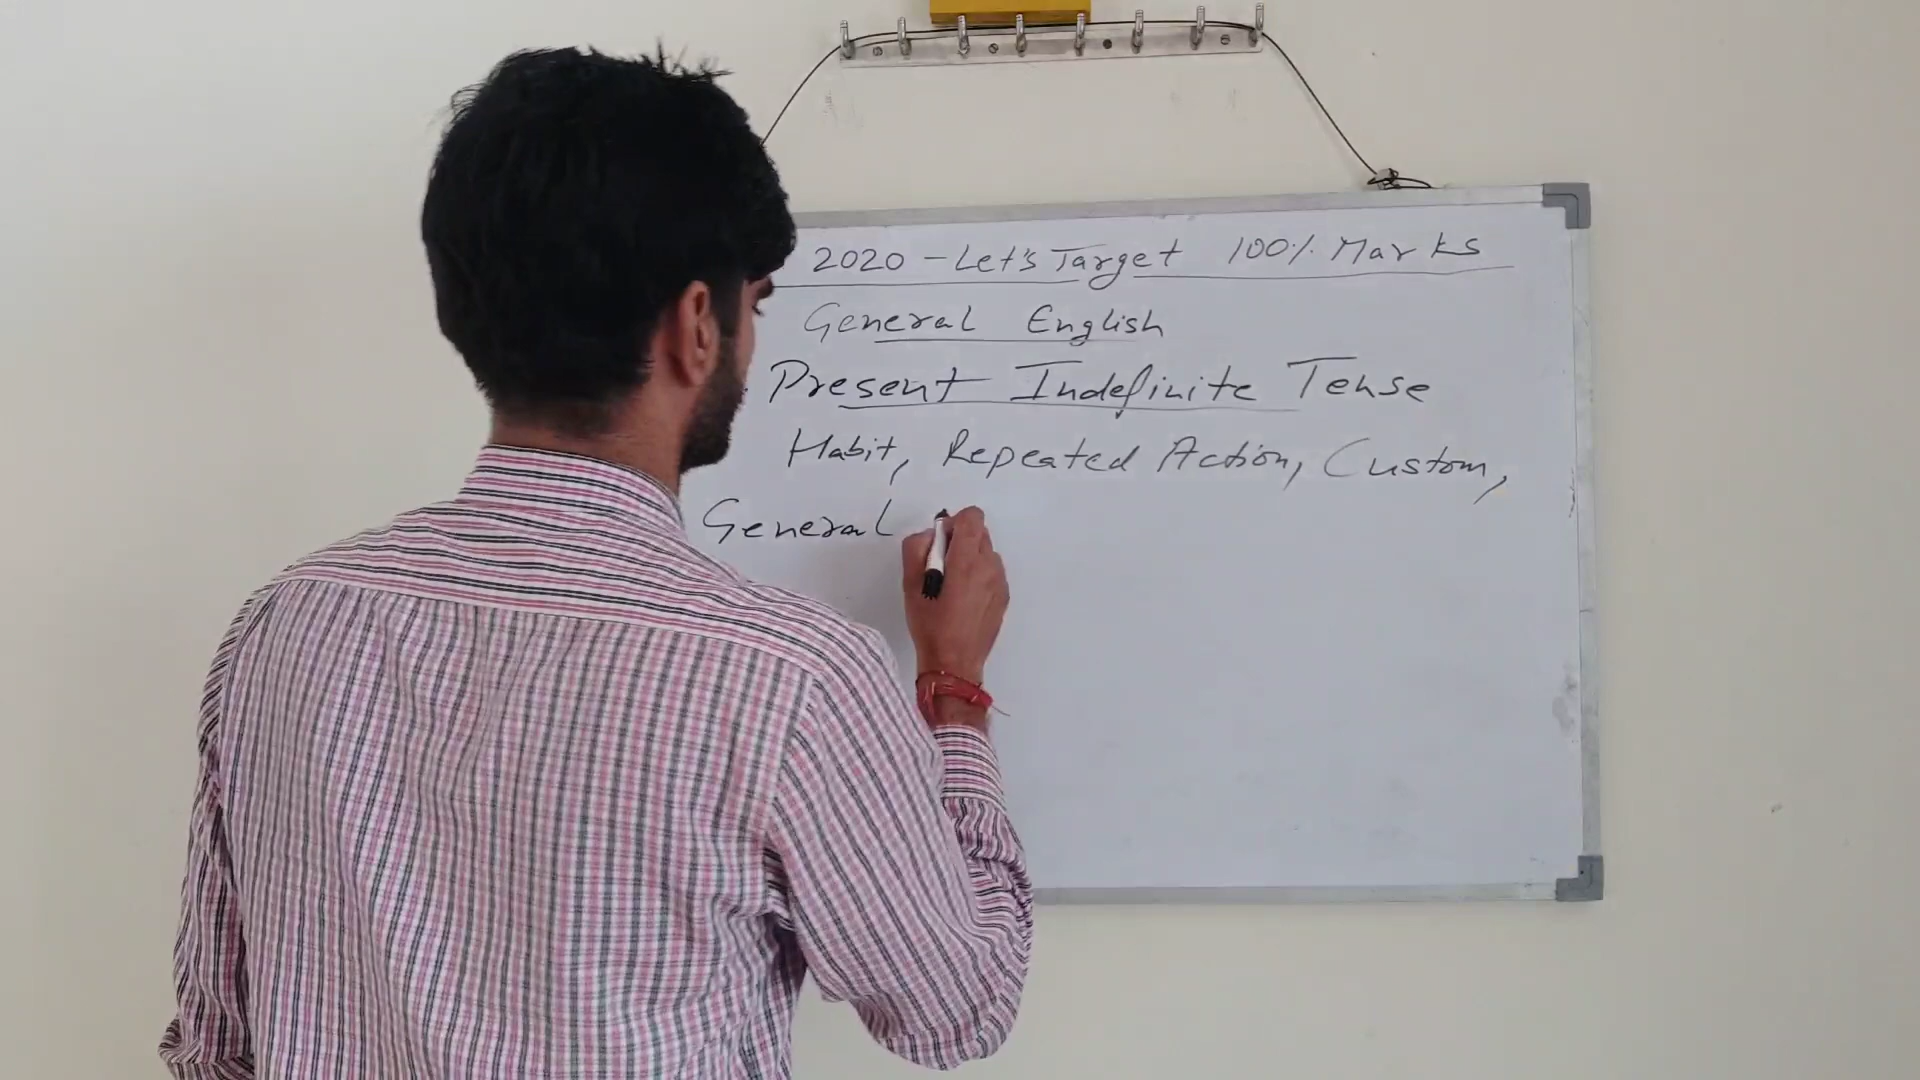 2020 - Let's Target 100% Marks
General English
Present Indefinite Tense
Habit, Repeated Action, Custom,
General